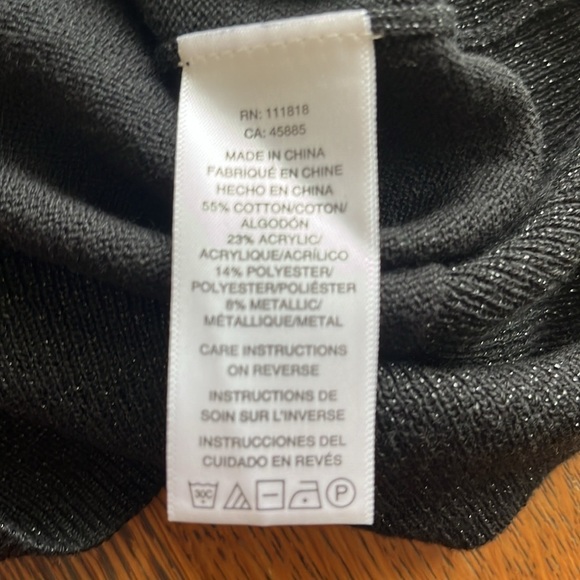 RN: 111818
CA: 45885
MADE IN CHINA
FABRIQUÉ EN CHINE
HECHO EN CHINA
55% COTTON/COTON/
ALGODÓN
23% ACRYLIC/
ACRYLIQUE/ACRÍLICO
14% POLYESTER/
POLYESTER/POLIÉSTER
8% METALLIC/
MÉTALLIQUE/METAL
CARE INSTRUCTIONS
ON REVERSE
INSTRUCTIONS DE
SOIN SUR L'INVERSE
INSTRUCCIONES DEL
CUIDADO EN REVÉS
30C P